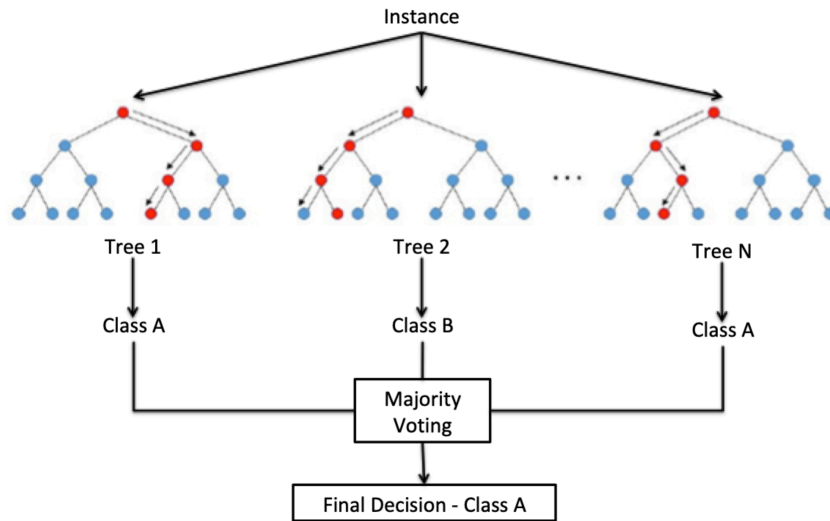 Instance
...
Tree 1
Tree 2
Tree N
Class A
Class B
Class A
Majority
Voting
Final Decision - Class A